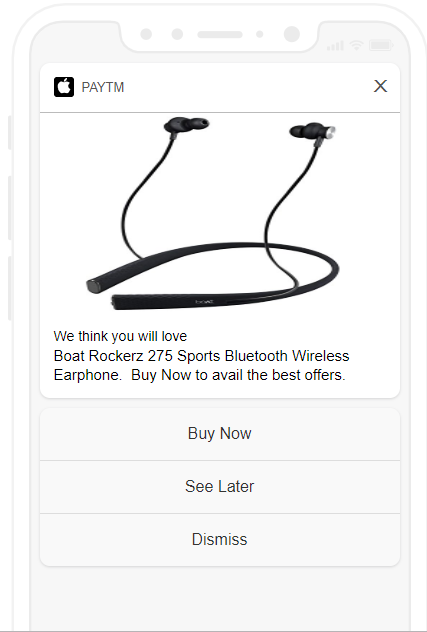 PAYTM X
We think you will love
Boat Rockerz 275 Sports Bluetooth Wireless
Earphone. Buy Now to avail the best offers.
Buy Now
See Later
Dismiss